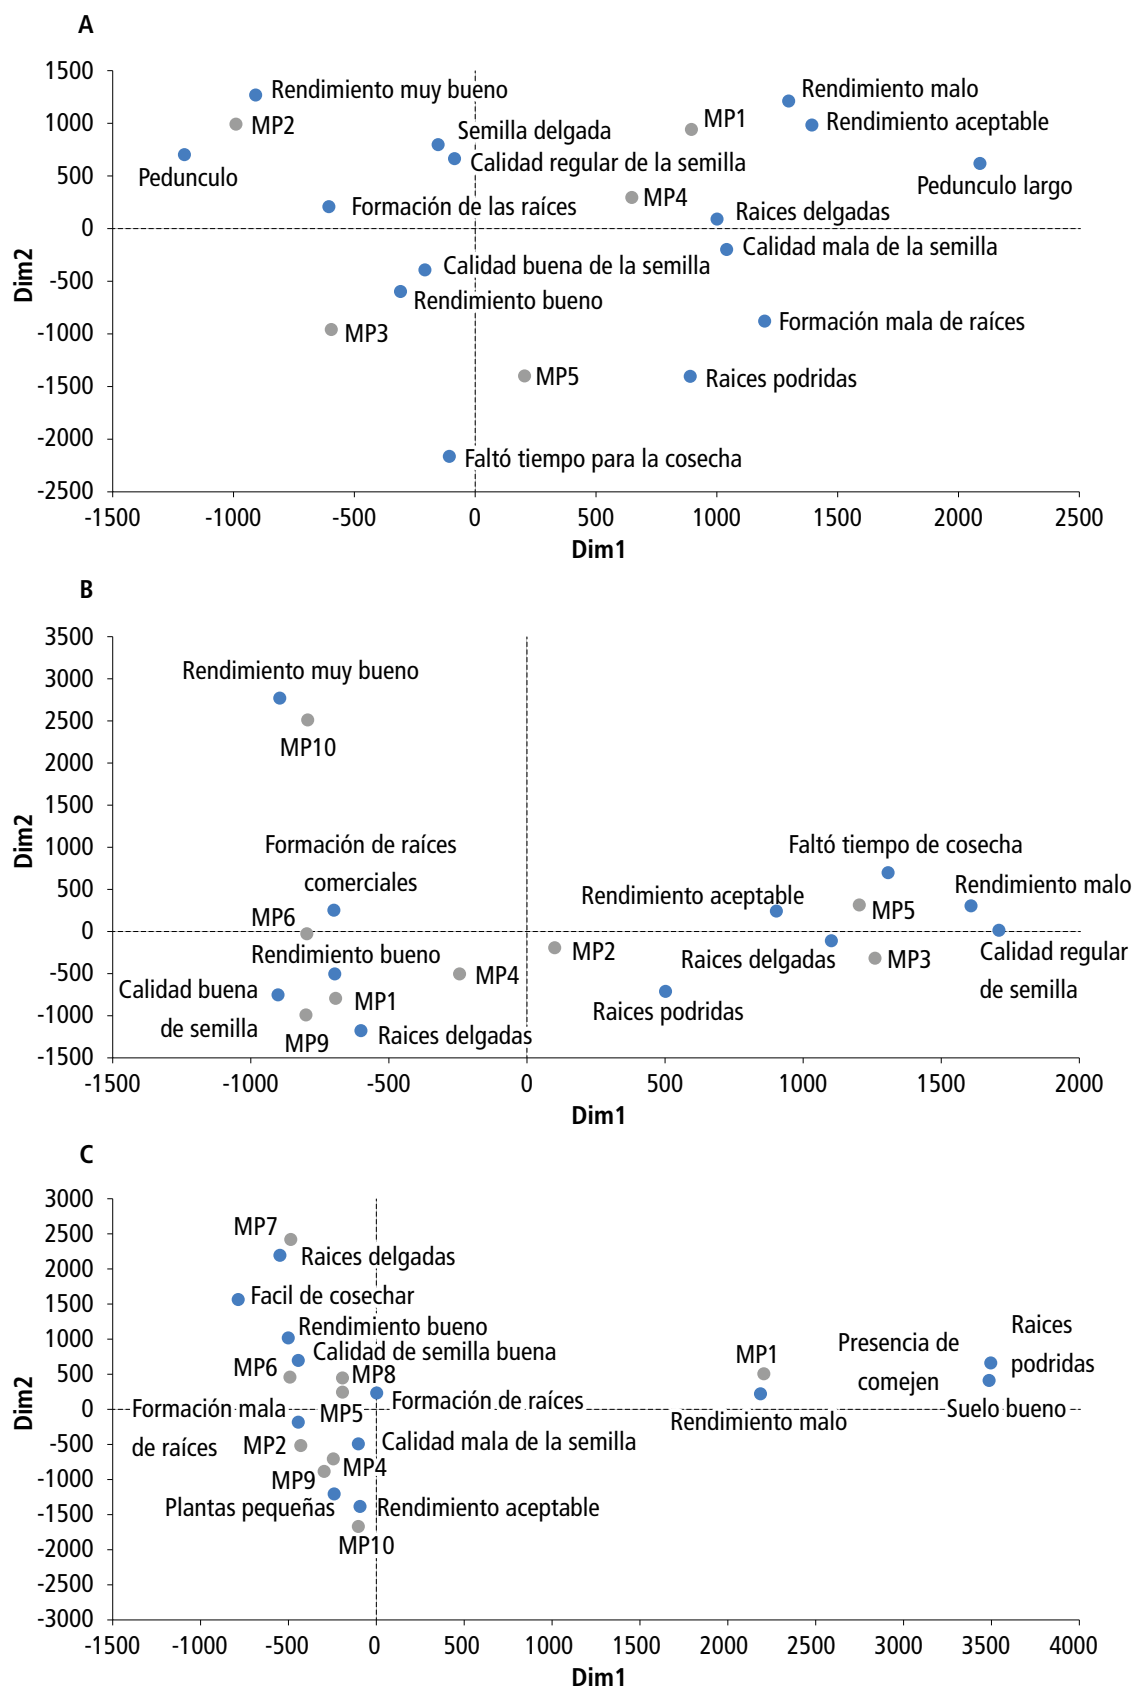 A
1500
1000
500
0
-500
-1000
-1500
-2000
-2500
Dim2
Rendimiento muy bueno
MP2
Pedunculo
Semilla delgada
Calidad regular de la semilla
Formación de las raíces
Rendimiento malo
MP1
Rendimiento aceptable
Pedunculo largo
MP4
Raices delgadas
Calidad mala de la semilla
Calidad buena de la semilla
Rendimiento bueno
MP3
Formación mala de raíces
MP5
Raices podridas
Faltó tiempo para la cosecha
-1500 -1000 -500 0 500 1000 1500 2000 2500
Dim1
B
3500
3000
2500
2000
1500
1000
500
0
-500
-1000
-1500
Dim2
Rendimiento muy bueno
MP10
Formación de raíces
comerciales
MP6
Rendimiento bueno
Calidad buena
de semilla
MP1
MP9
Raices delgadas
MP4
MP2
Faltó tiempo de cosecha
Rendimiento aceptable
Rendimiento malo
MP5
Raices delgadas
MP3
Calidad regular
de semilla
Raices podridas
-1500 -1000 -500 0 500 1000 1500 2000
Dim1
C
3000
2500
2000
1500
1000
500
0
-500
-1000
-1500
-2000
-2500
-3000
Dim2
MP7
Raices delgadas
Facil de cosechar
Rendimiento bueno
Calidad de semilla buena
MP6
MP8
MP5
Formación de raíces
Formación mala
de raíces
MP2
Calidad mala de la semilla
MP4
MP9
Plantas pequeñas
Rendimiento aceptable
MP10
MP1
Rendimiento malo
Presencia de
comejen
Raices
podridas
Suelo bueno
-1500 -1000 -500 0 500 1000 1500 2000 2500 3000 3500 4000
Dim1